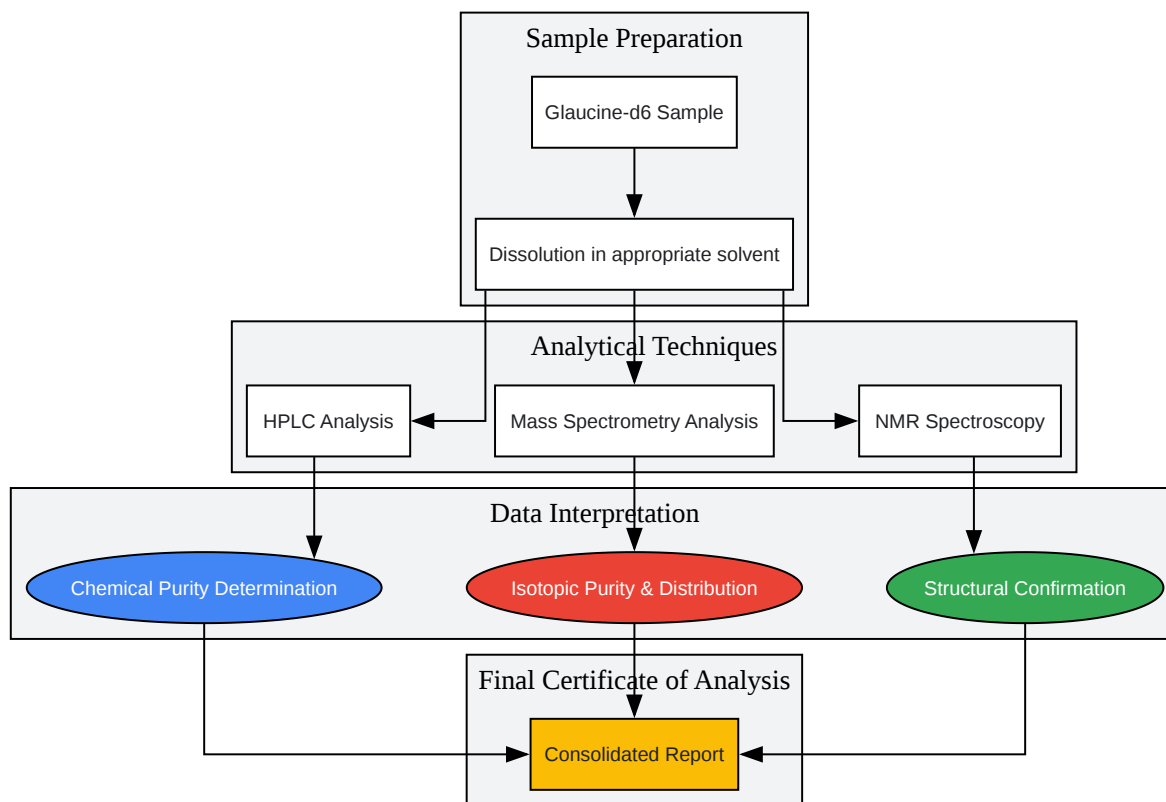 Sample Preparation
Glaucine-d6 Sample
Dissolution in appropriate solvent
Analytical Techniques
HPLC Analysis
Mass Spectrometry Analysis
NMR Spectroscopy
Data Interpretation
Chemical Purity Determination
Isotopic Purity & Distribution
Structural Confirmation
Final Certificate of Analysis
Consolidated Report